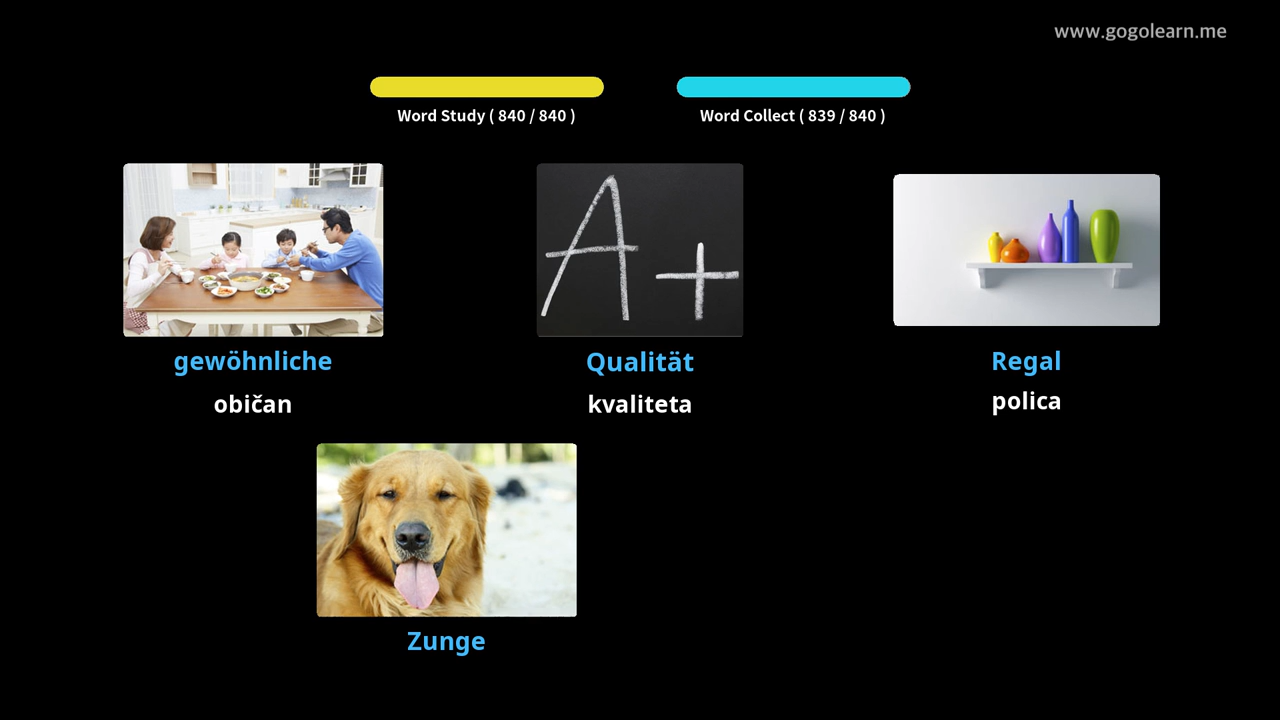 www.gogolearn.me
Word Study ( 840 / 840 )
Word Collect ( 839 / 840 )
A+
gewöhnliche
Qualität
Regal
običan
kvaliteta
polica
Zunge